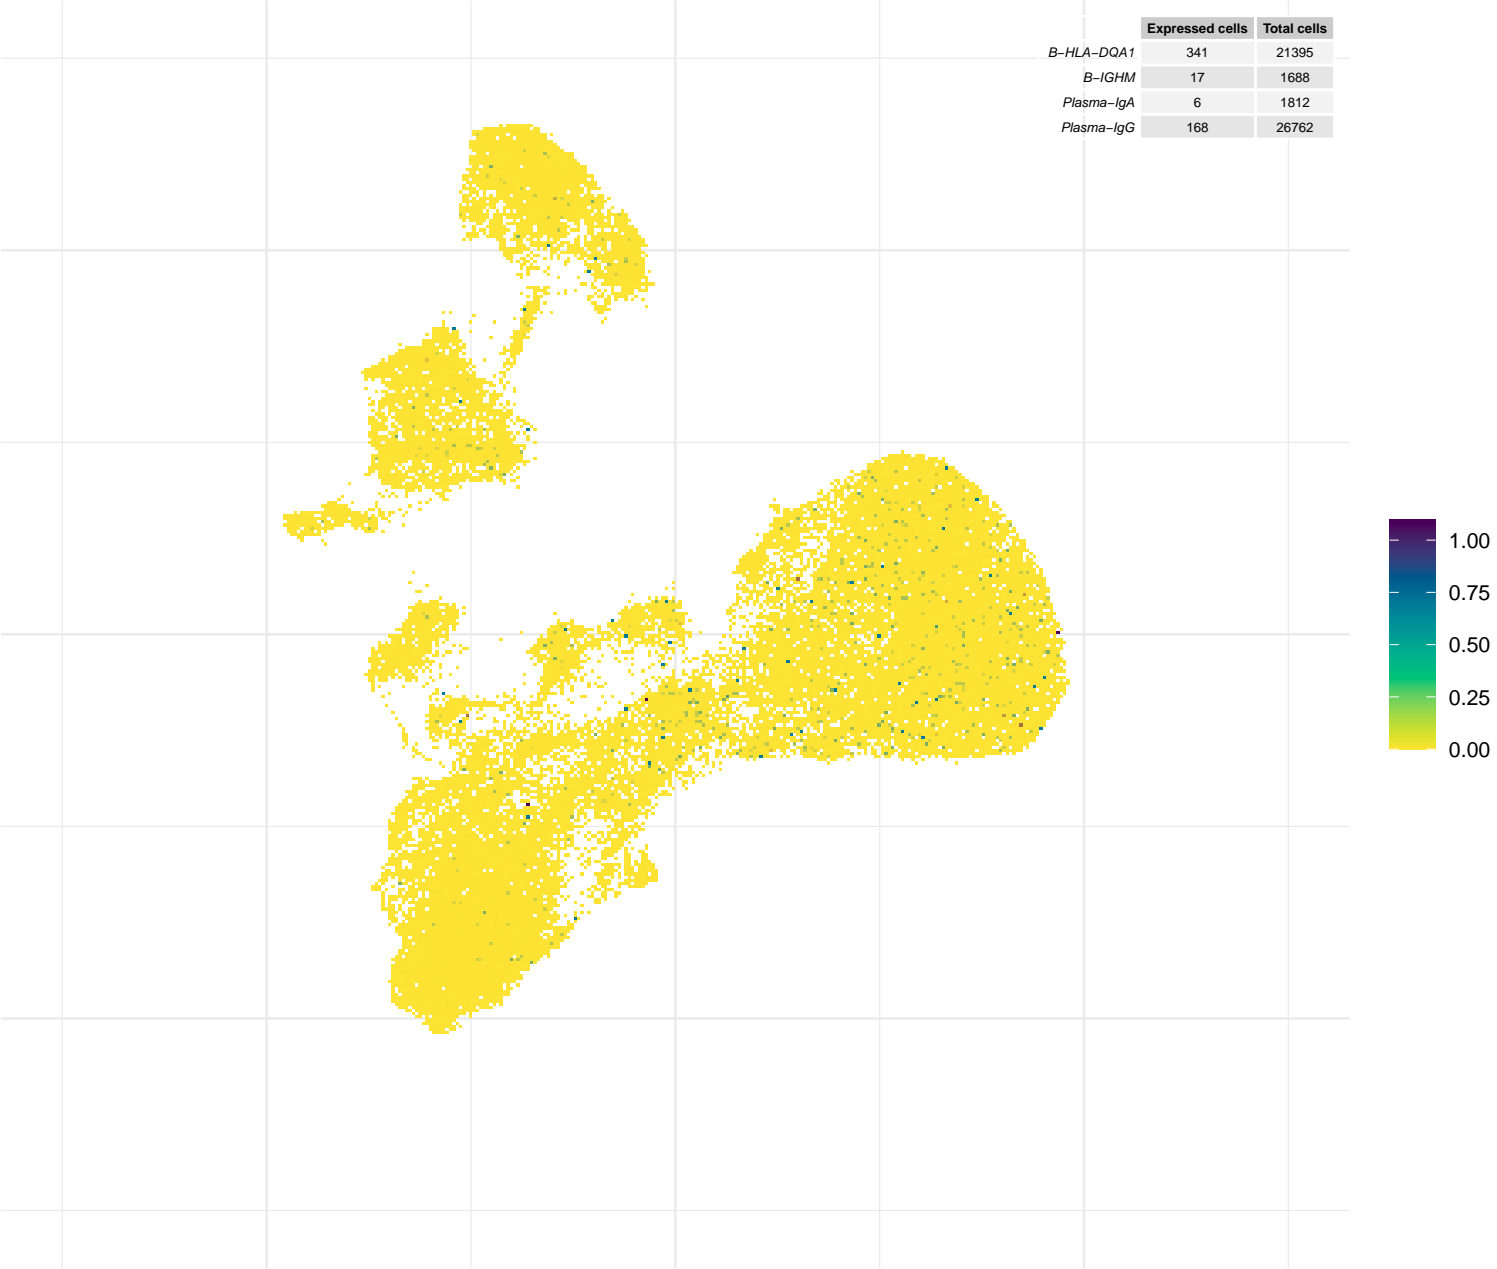 Expressed cells Total cells
B−HLA−DQA1 341 21395
B−IGHM 17 1688
Plasma−IgA 6 1812
Plasma−IgG 168 26762
1.00
0.75
0.50
0.25
0.00